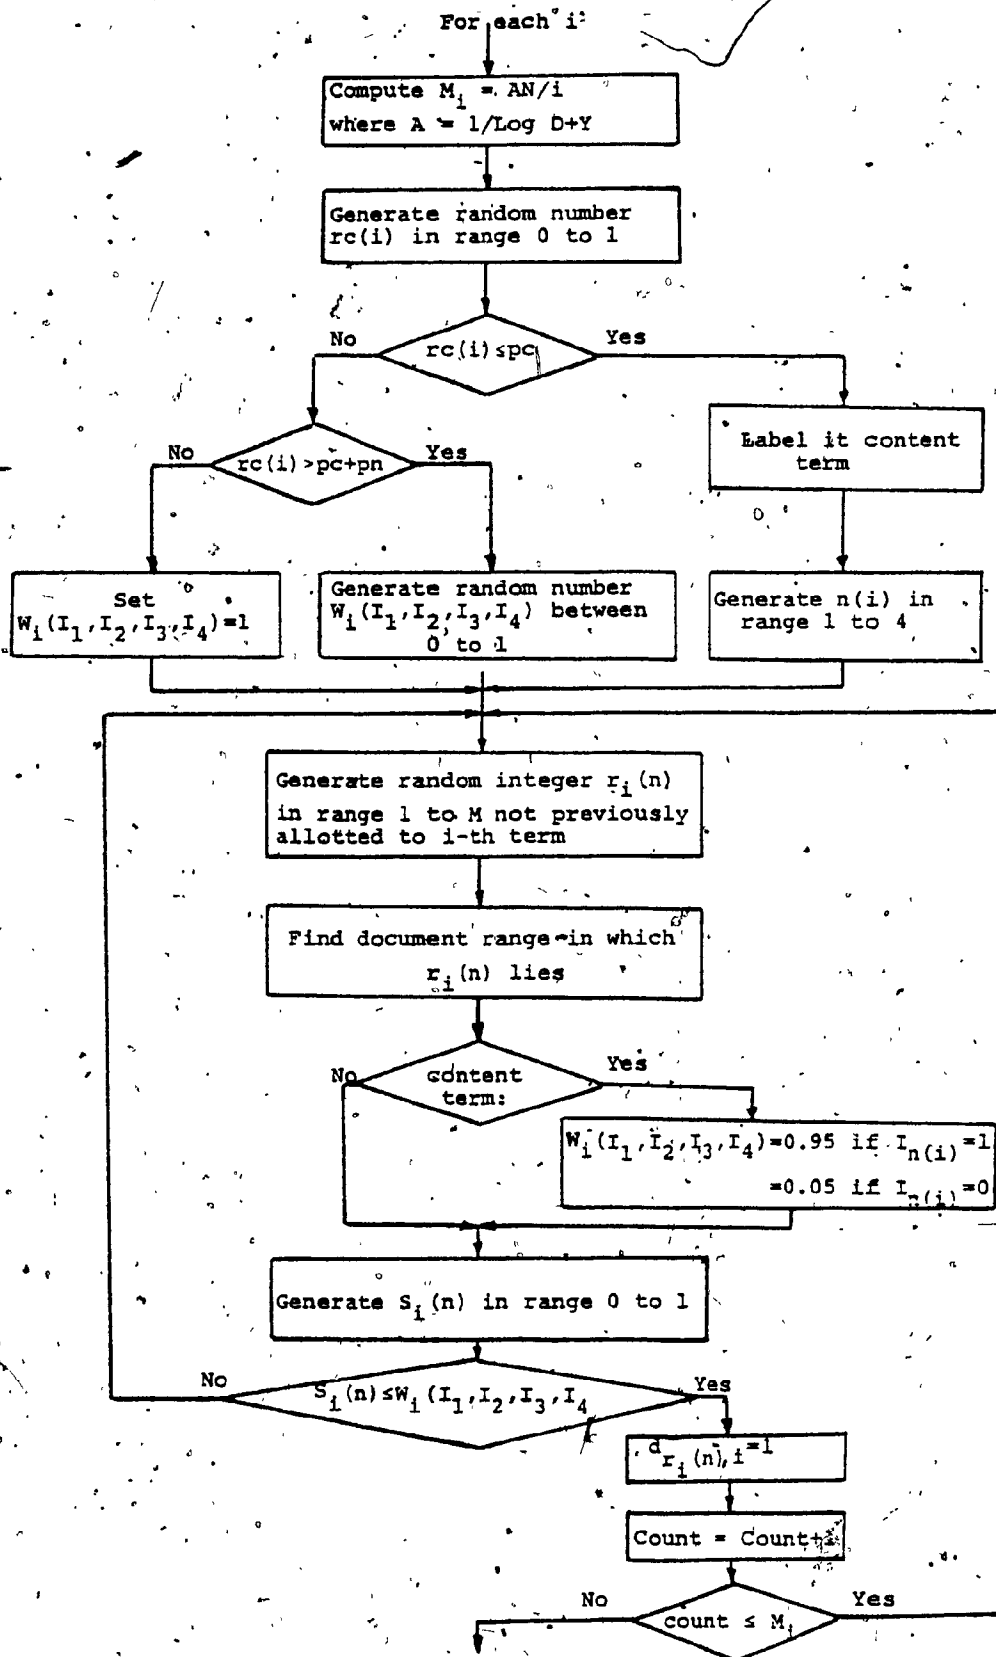 For each i
Compute M_i = AN/i
where A = 1/Log D+Y
Generate random number
rc(i) in range 0 to 1
No
rc(i)≤pc
Yes
No
rc(i)>pc+pn
Yes
Label it content
term
Set
W_i(I_1,I_2,I_3,I_4)=1
Generate random number
W_i(I_1,I_2,I_3,I_4) between
0 to 1
Generate n(i) in
range 1 to 4
Generate random integer r_i(n)
in range 1 to M not previously
allotted to i-th term
Find document range in which
r_i(n) lies
No
content
term:
Yes
W_i(I_1,I_2,I_3,I_4)=0.95 if I_n(i)=1
=0.05 if I_n(i)=0
Generate S_i(n) in range 0 to 1
No
S_i(n)≤W_i(I_1,I_2,I_3,I_4
Yes
d_r_i(n),i=1
Count = Count+1
No
count ≤ M_i
Yes